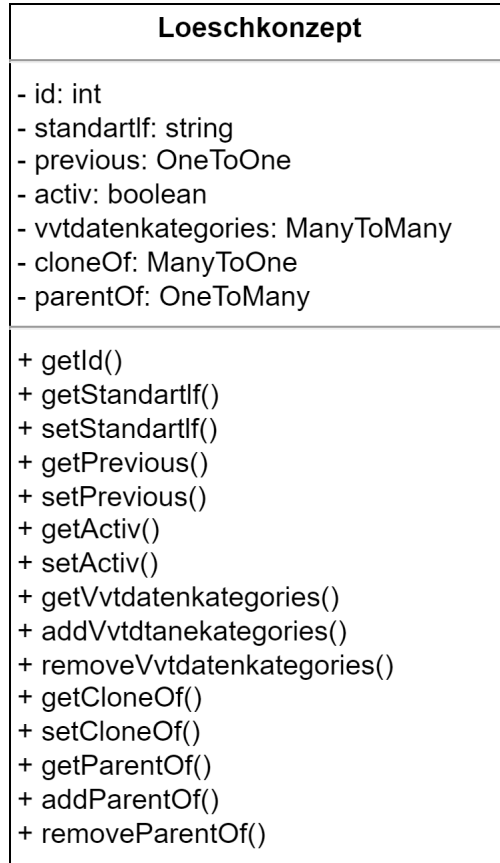 Loeschkonzept
- id: int
- standartlf: string
- previous: OneToOne
- activ: boolean
- vvtdatenkategories: ManyToMany
- cloneOf: ManyToOne
- parentOf: OneToMany
+ getId()
+ getStandartlf()
+ setStandartlf()
+ getPrevious()
+ setPrevious()
+ getActiv()
+ setActiv()
+ getVvtdatenkategories()
+ addVvtdtanekategories()
+ removeVvtdatenkategories()
+ getCloneOf()
+ setCloneOf()
+ getParentOf()
+ addParentOf()
+ removeParentOf()